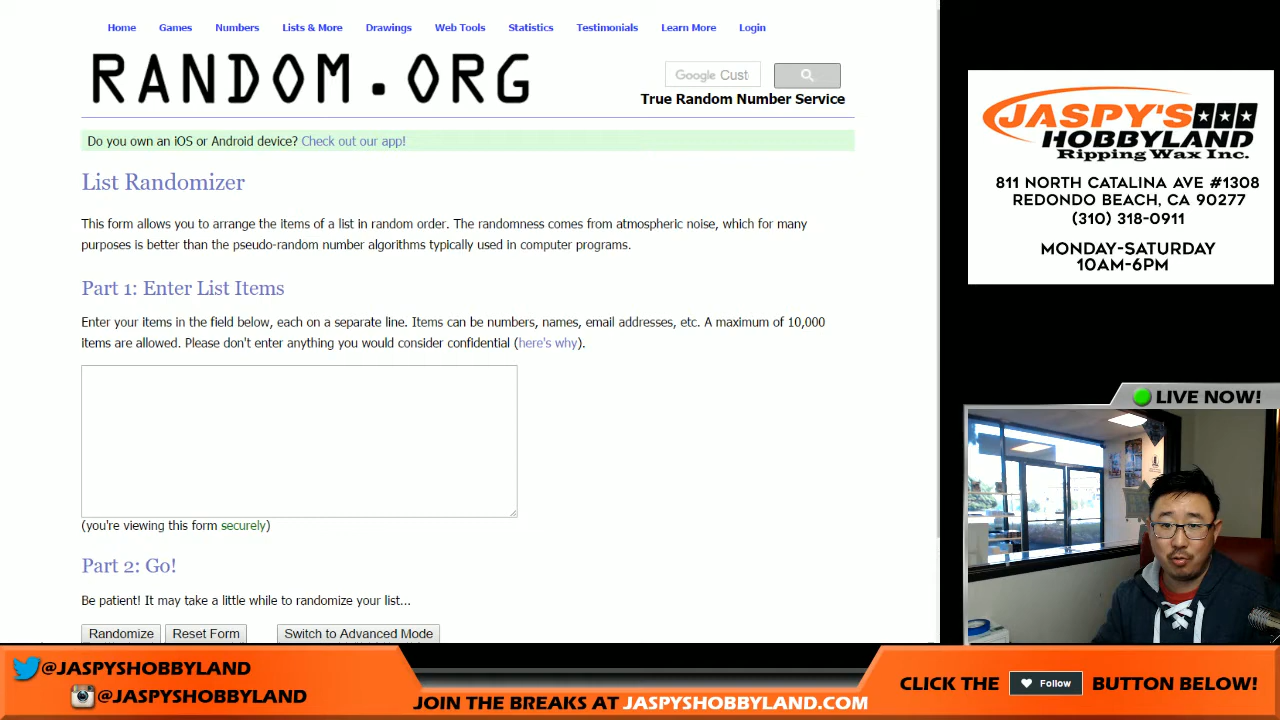 Home Games Numbers Lists & More Drawings Web Tools Statistics Testimonials Learn More Login
RANDOM.ORG
Google Cust
True Random Number Service
Do you own an iOS or Android device? Check out our app!
List Randomizer
This form allows you to arrange the items of a list in random order. The randomness comes from atmospheric noise, which for many
purposes is better than the pseudo-random number algorithms typically used in computer programs.
Part 1: Enter List Items
Enter your items in the field below, each on a separate line. Items can be numbers, names, email addresses, etc. A maximum of 10,000
items are allowed. Please don't enter anything you would consider confidential (here's why).
(you're viewing this form securely)
Part 2: Go!
Be patient! It may take a little while to randomize your list...
Randomize Reset Form Switch to Advanced Mode
JASPY'S
HOBBYLAND
Ripping Wax Inc.
811 NORTH CATALINA AVE #1308
REDONDO BEACH, CA 90277
(310) 318-0911
MONDAY-SATURDAY
10AM-6PM
LIVE NOW!
@JASPYSHOBBYLAND
@JASPYSHOBBYLAND
JOIN THE BREAKS AT JASPYSHOBBYLAND.COM
CLICK THE Follow BUTTON BELOW!